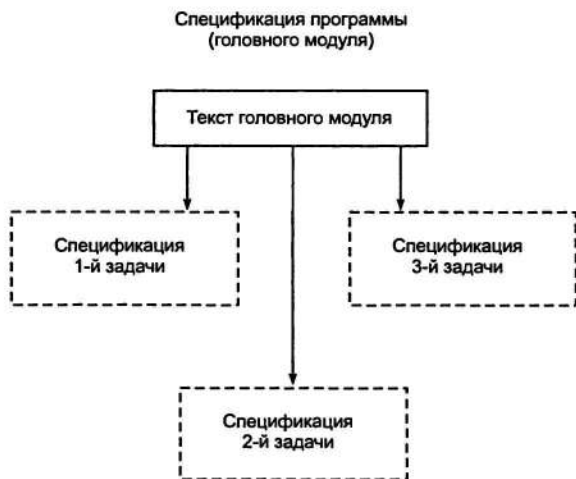 Спецификация программы
(головного модуля)
Текст головного модуля
Спецификация
1-й задачи
Спецификация
3-й задачи
Спецификация
2-й задачи